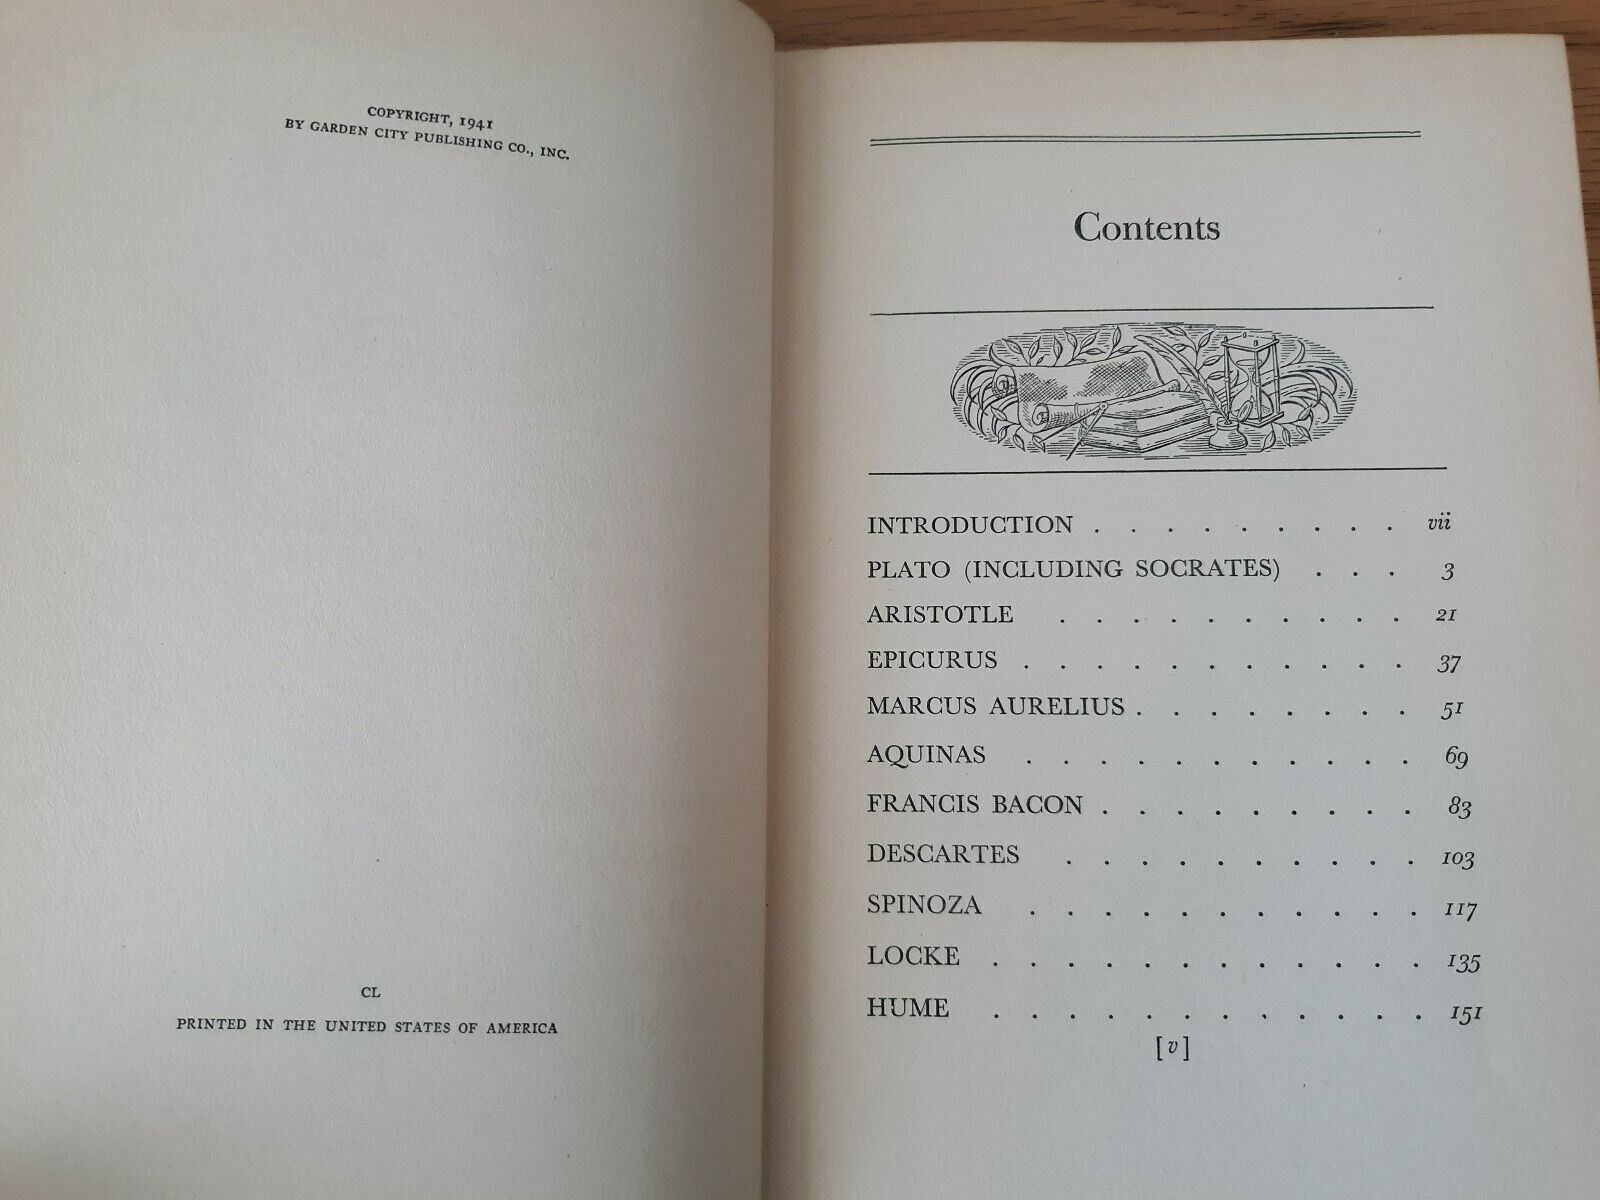 COPYRIGHT, 1941
BY GARDEN CITY PUBLISHING CO., INC.
CL
PRINTED IN THE UNITED STATES OF AMERICA
Contents
INTRODUCTION . . . . . . . . . vii
PLATO (INCLUDING SOCRATES) . . . 3
ARISTOTLE . . . . . . . . . . 21
EPICURUS . . . . . . . . . . . 37
MARCUS AURELIUS . . . . . . . . 51
AQUINAS . . . . . . . . . . . 69
FRANCIS BACON . . . . . . . . . 83
DESCARTES . . . . . . . . . . 103
SPINOZA . . . . . . . . . . . 117
LOCKE . . . . . . . . . . . . 135
HUME . . . . . . . . . . . . 151
[v]